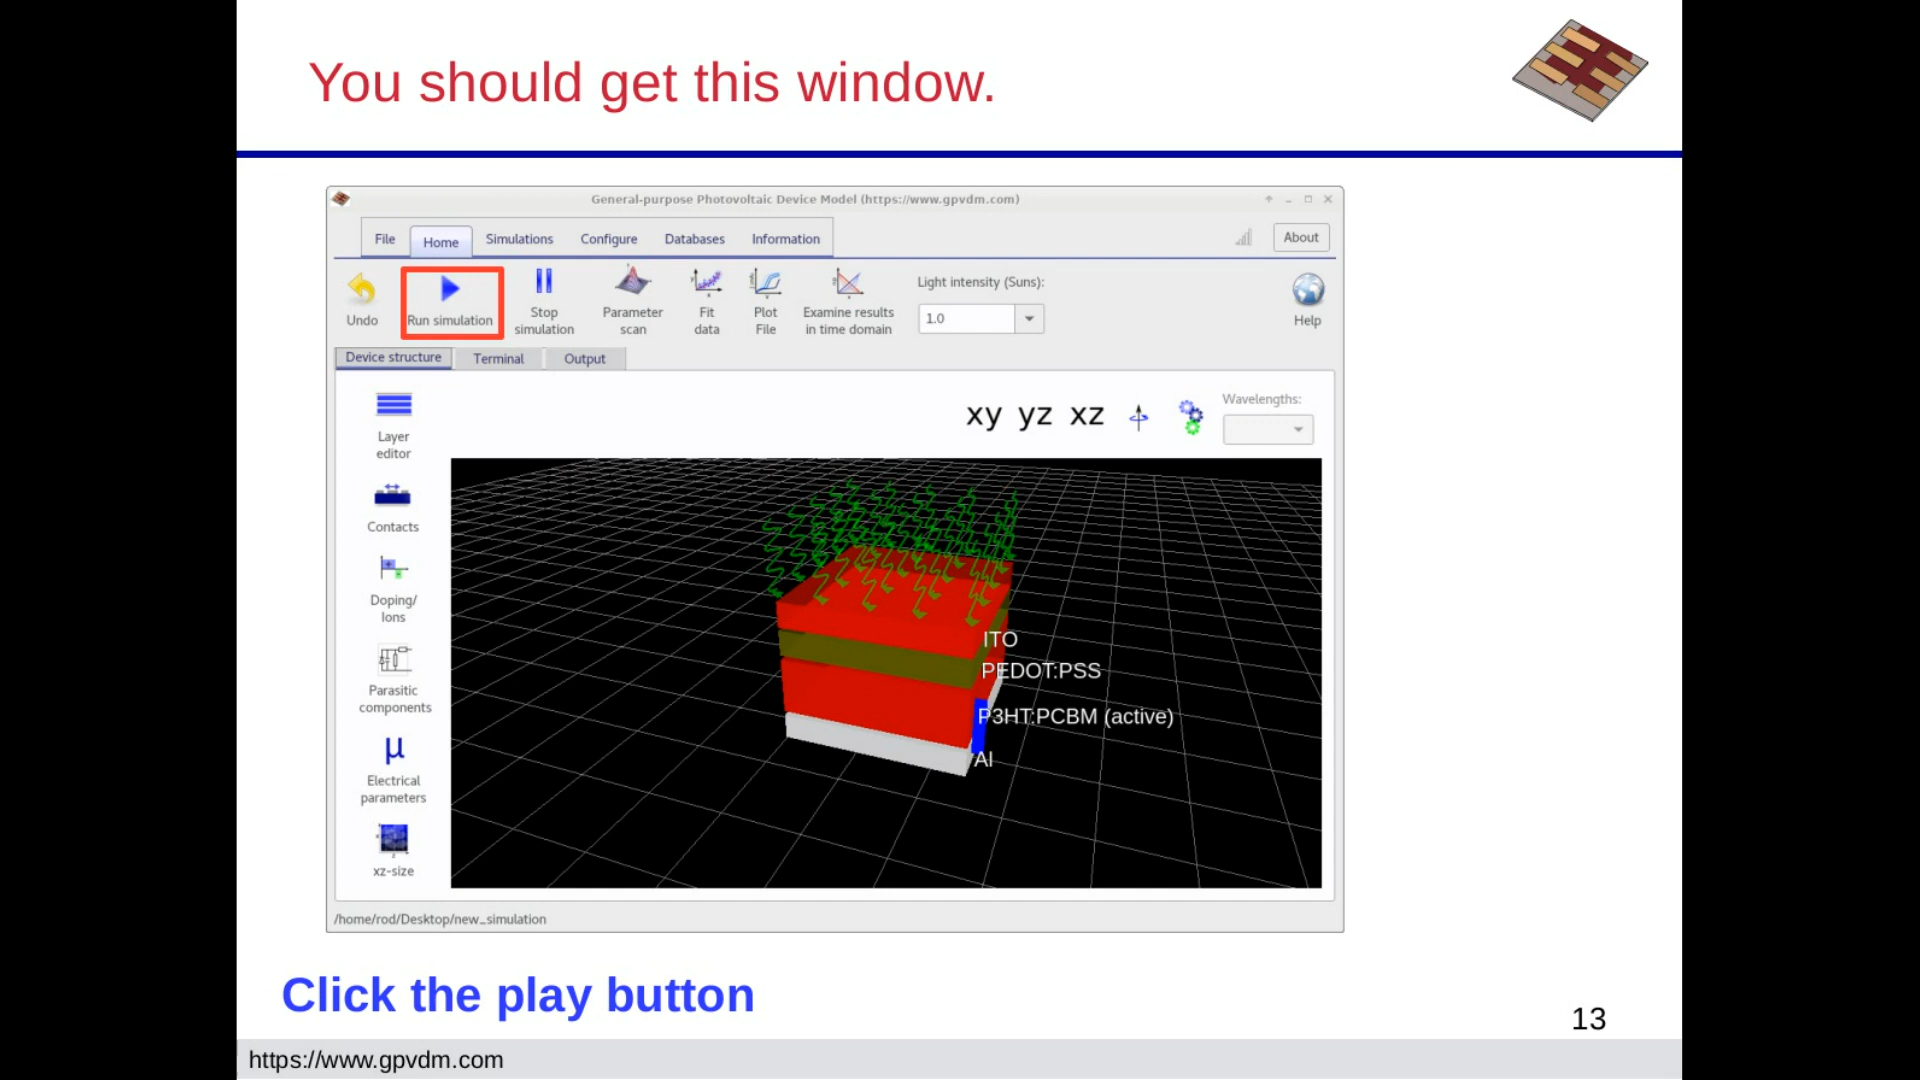 You should get this window.
General-purpose Photovoltaic Device Model (https://www.gpvdm.com)
File Home Simulations Configure Databases Information About
Undo Run simulation Stop simulation Parameter scan Fit data Plot File Examine results in time domain Light intensity (Suns): 1.0 Help
Device structure Terminal Output
xy yz xz Wavelengths:
Layer
editor
Contacts
Doping/
Ions
Parasitic
components
μ
Electrical
parameters
xz-size
ITO
PEDOT:PSS
P3HT:PCBM (active)
Al
/home/rod/Desktop/new_simulation
Click the play button
13
https://www.gpvdm.com